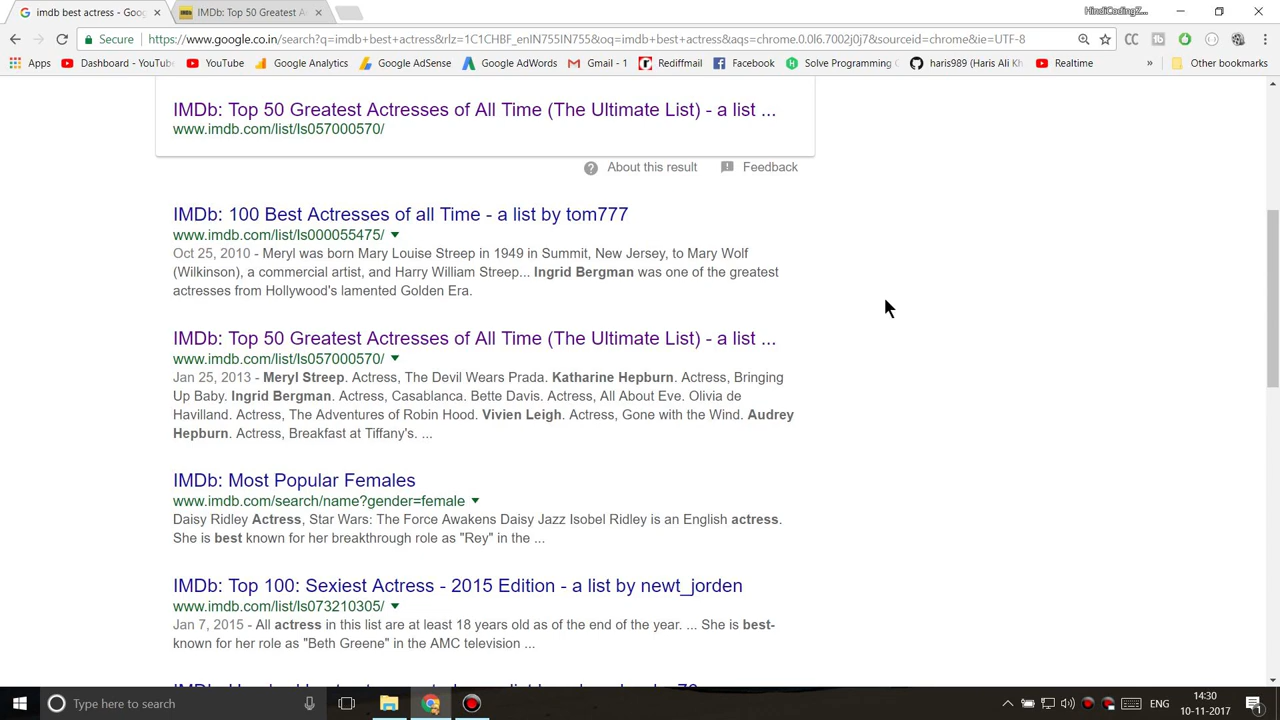 imdb best actress - Goo
IMDb: Top 50 Greatest A
HindiCodingZ...
Secure
https://www.google.co.in/search?q=imdb+best+actress&rlz=1C1CHBF_enIN755IN755&oq=imdb+best+actress&aqs=chrome.0.0l6.7002j0j7&sourceid=chrome&ie=UTF-8
Apps Dashboard - YouTube YouTube Google Analytics Google AdSense Google AdWords Gmail - 1 Rediffmail Facebook Solve Programming haris989 (Haris Ali Kh Realtime » Other bookmarks
IMDb: Top 50 Greatest Actresses of All Time (The Ultimate List) - a list ...
www.imdb.com/list/ls057000570/
About this result Feedback
IMDb: 100 Best Actresses of all Time - a list by tom777
www.imdb.com/list/ls000055475/
Oct 25, 2010 - Meryl was born Mary Louise Streep in 1949 in Summit, New Jersey, to Mary Wolf
(Wilkinson), a commercial artist, and Harry William Streep... Ingrid Bergman was one of the greatest
actresses from Hollywood's lamented Golden Era.
IMDb: Top 50 Greatest Actresses of All Time (The Ultimate List) - a list ...
www.imdb.com/list/ls057000570/
Jan 25, 2013 - Meryl Streep. Actress, The Devil Wears Prada. Katharine Hepburn. Actress, Bringing
Up Baby. Ingrid Bergman. Actress, Casablanca. Bette Davis. Actress, All About Eve. Olivia de
Havilland. Actress, The Adventures of Robin Hood. Vivien Leigh. Actress, Gone with the Wind. Audrey
Hepburn. Actress, Breakfast at Tiffany's. ...
IMDb: Most Popular Females
www.imdb.com/search/name?gender=female
Daisy Ridley Actress, Star Wars: The Force Awakens Daisy Jazz Isobel Ridley is an English actress.
She is best known for her breakthrough role as "Rey" in the ...
IMDb: Top 100: Sexiest Actress - 2015 Edition - a list by newt_jorden
www.imdb.com/list/ls073210305/
Jan 7, 2015 - All actress in this list are at least 18 years old as of the end of the year. ... She is best-
known for her role as "Beth Greene" in the AMC television ...
Type here to search
ENG
14:30
10-11-2017